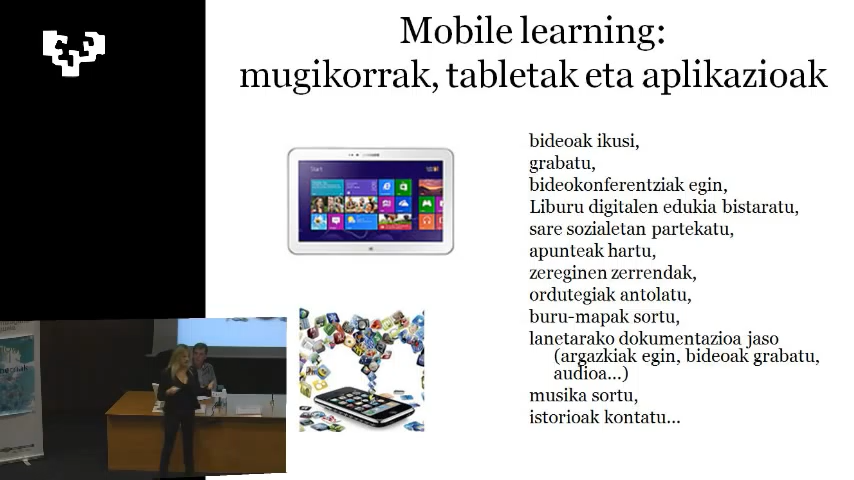 Mobile learning:
mugikorrak, tabletak eta aplikazioak
bideoak ikusi,
grabatu,
bideokonferentziak egin,
Liburu digitalen edukia bistaratu,
sare sozialetan partekatu,
apunteak hartu,
zereginen zerrendak,
ordutegiak antolatu,
buru-mapak sortu,
lanetarako dokumentazioa jaso
(argazkiak egin, bideoak grabatu,
audioa...)
musika sortu,
istorioak kontatu...
Start